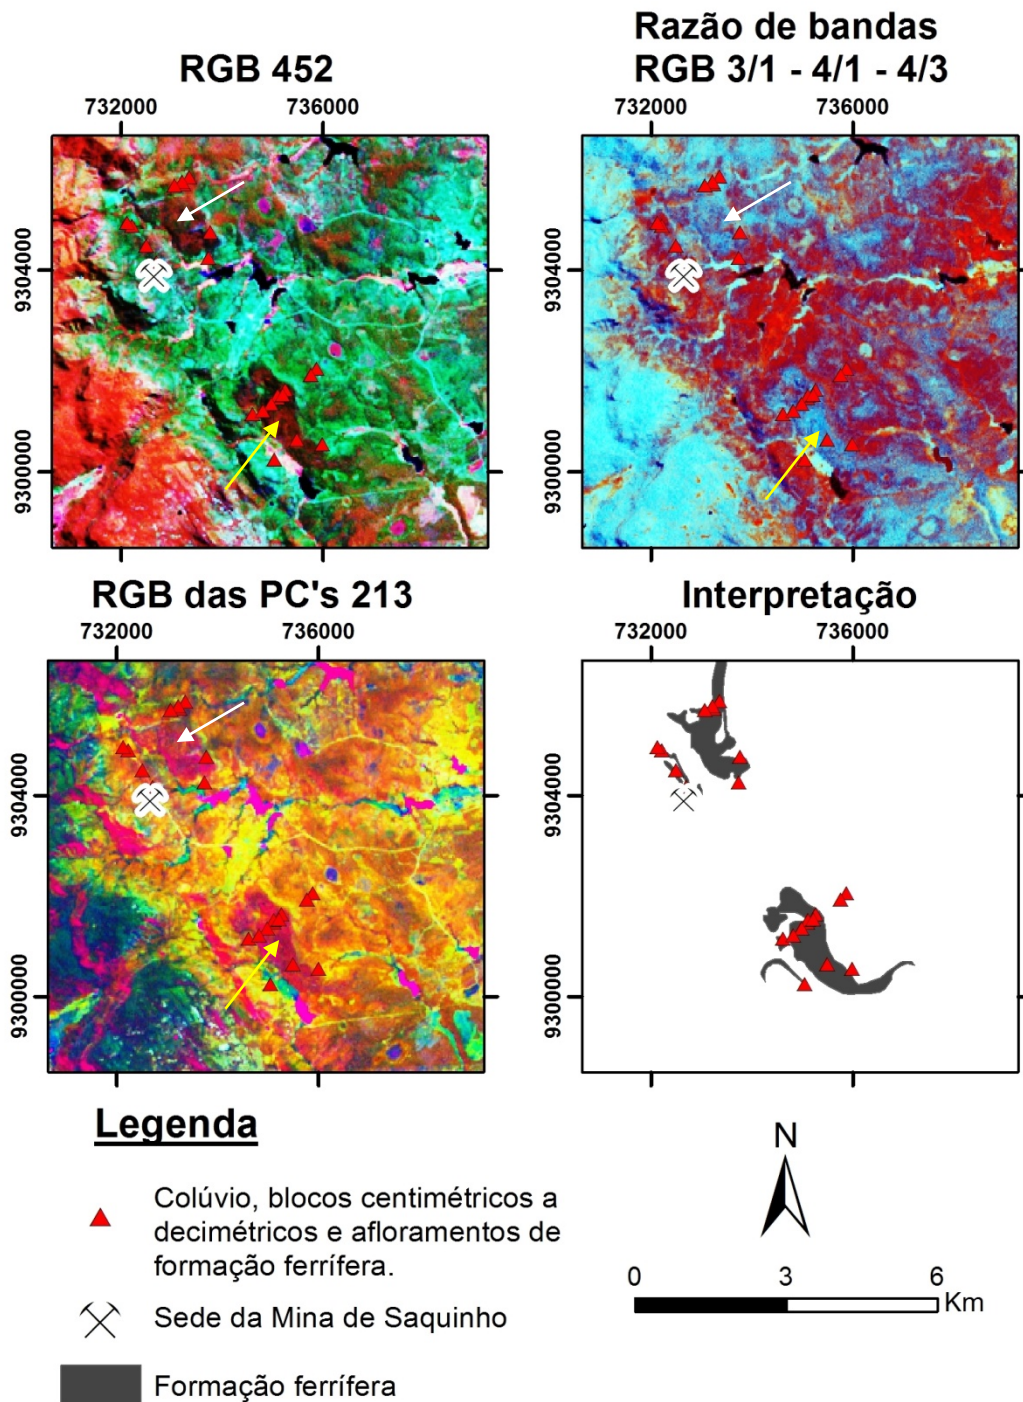 RGB 452
Razão de bandas
RGB 3/1 - 4/1 - 4/3
732000 736000
732000 736000
9304000
9300000
9304000
9300000
RGB das PC's 213
Interpretação
732000 736000
732000 736000
9304000
9300000
9304000
9300000
Legenda
Colúvio, blocos centimétricos a
decimétricos e afloramentos de
formação ferrífera.
Sede da Mina de Saquinho
Formação ferrífera
N
0 3 6
Km